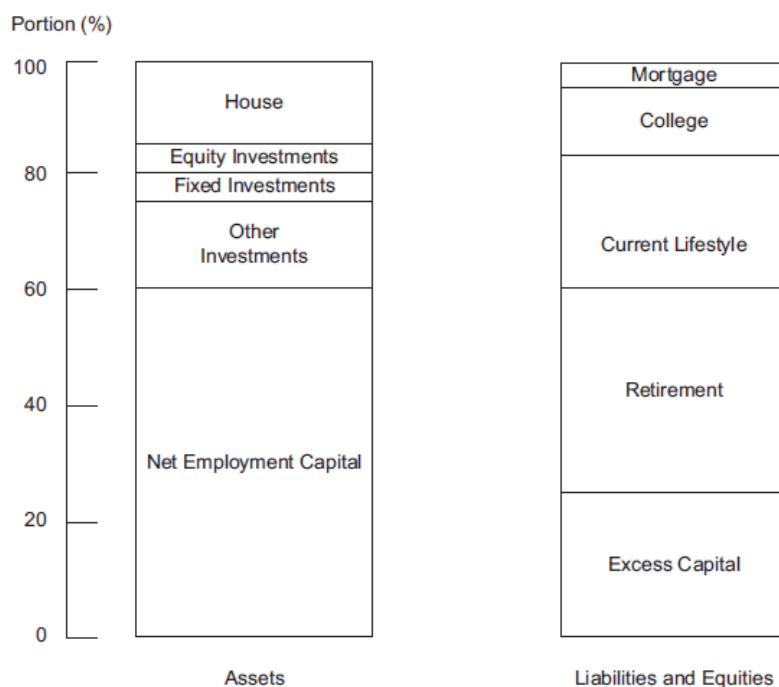 Portion (%)
100
80
60
40
20
0
House
Equity Investments
Fixed Investments
Other
Investments
Net Employment Capital
Assets
Mortgage
College
Current Lifestyle
Retirement
Excess Capital
Liabilities and Equities